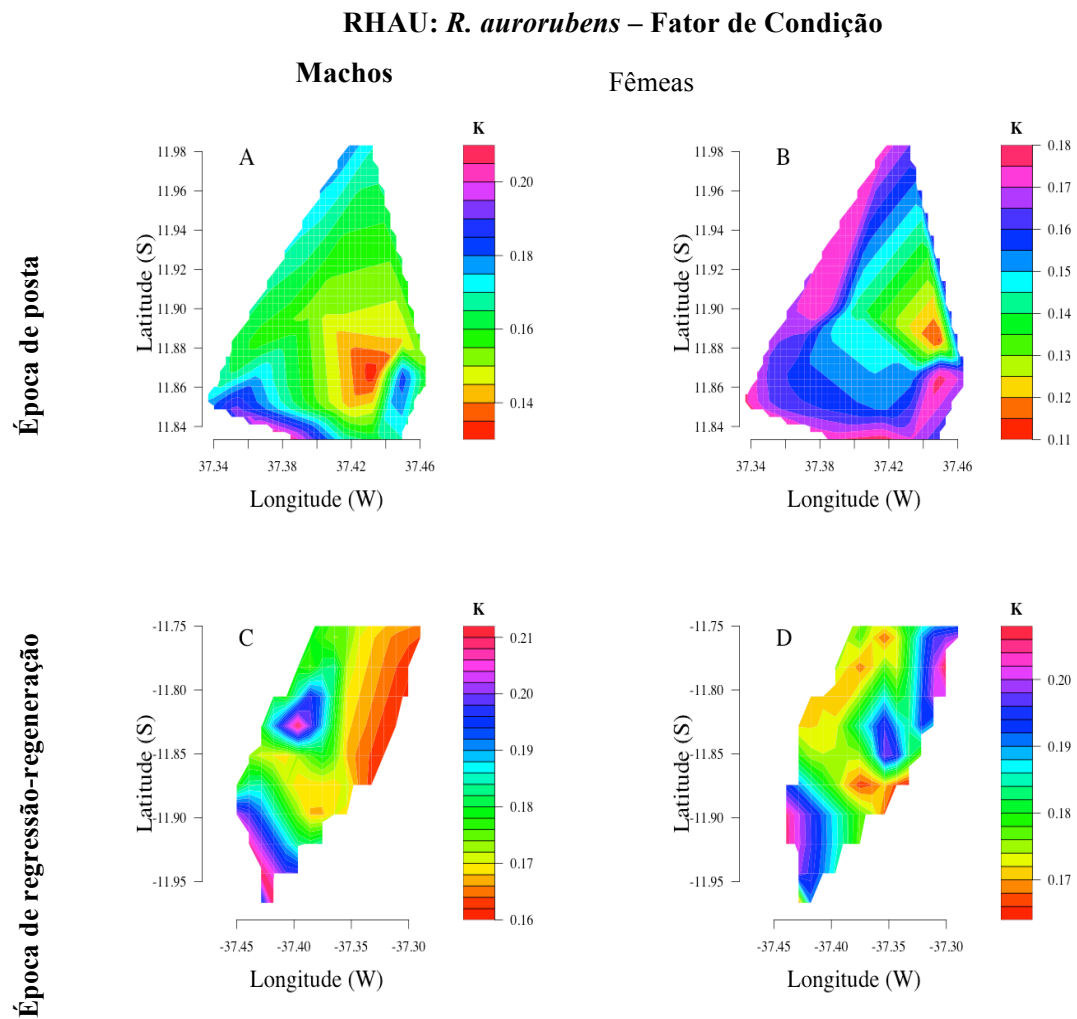 RHAU: R. aurorubens – Fator de Condição
Machos
Fêmeas
Época de posta
A
K
11.98
11.96
11.94
11.92
11.90
11.88
11.86
11.84
Latitude (S)
37.34 37.38 37.42 37.46
Longitude (W)
0.20
0.18
0.16
0.14
B
K
11.98
11.96
11.94
11.92
11.90
11.88
11.86
11.84
Latitude (S)
37.34 37.38 37.42 37.46
Longitude (W)
0.18
0.17
0.16
0.15
0.14
0.13
0.12
0.11
Época de regressão-regeneração
C
K
-11.75
-11.80
-11.85
-11.90
-11.95
Latitude (S)
-37.45 -37.40 -37.35 -37.30
Longitude (W)
0.21
0.20
0.19
0.18
0.17
0.16
D
K
-11.75
-11.80
-11.85
-11.90
-11.95
Latitude (S)
-37.45 -37.40 -37.35 -37.30
Longitude (W)
0.20
0.19
0.18
0.17